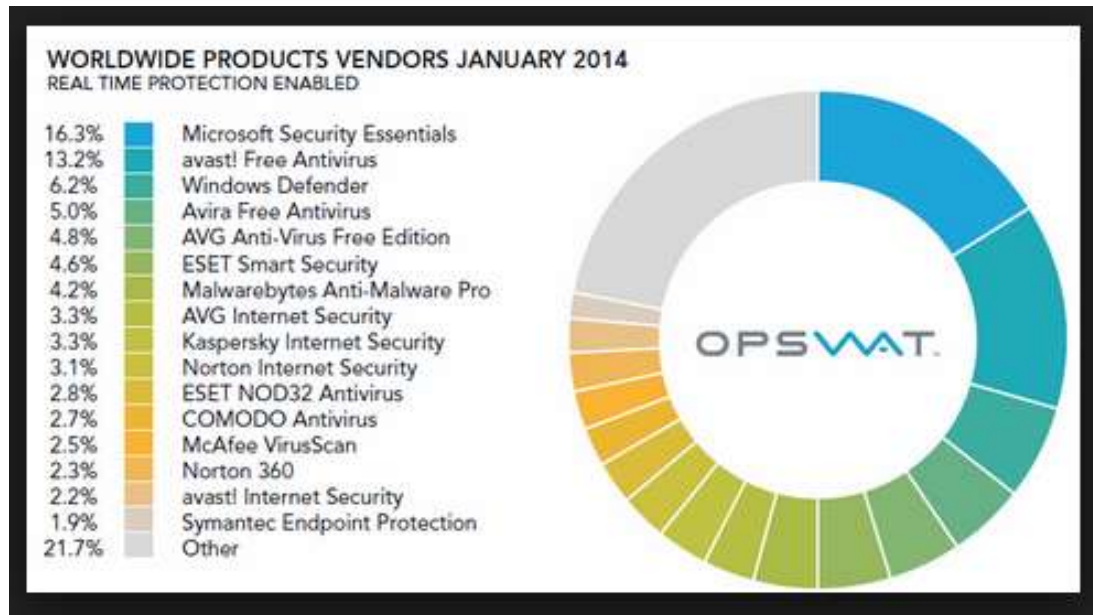 WORLDWIDE PRODUCTS VENDORS JANUARY 2014
REAL TIME PROTECTION ENABLED
16.3% Microsoft Security Essentials
13.2% avast! Free Antivirus
6.2% Windows Defender
5.0% Avira Free Antivirus
4.8% AVG Anti-Virus Free Edition
4.6% ESET Smart Security
4.2% Malwarebytes Anti-Malware Pro
3.3% AVG Internet Security
3.3% Kaspersky Internet Security
3.1% Norton Internet Security
2.8% ESET NOD32 Antivirus
2.7% COMODO Antivirus
2.5% McAfee VirusScan
2.3% Norton 360
2.2% avast! Internet Security
1.9% Symantec Endpoint Protection
21.7% Other
OPSWAT